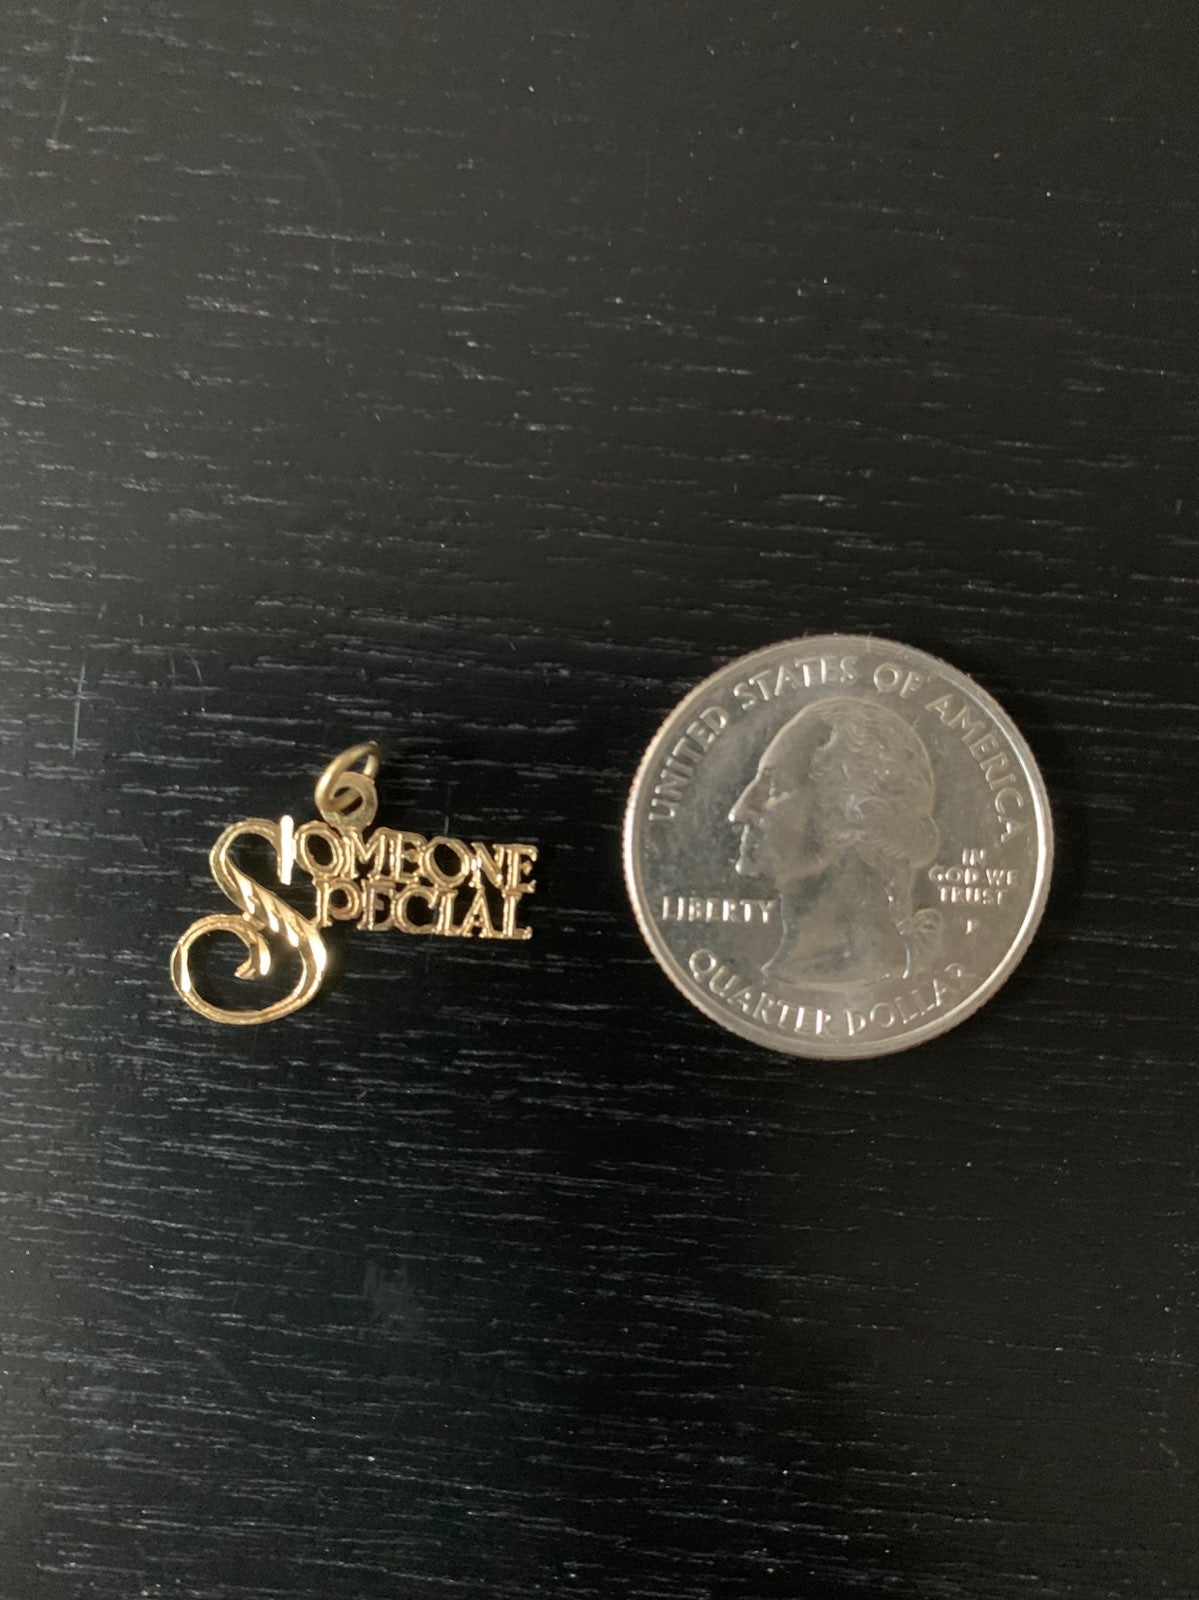 SOMEONE
SPECIAL
UNITED STATES OF AMERICA
LIBERTY
IN
GOD WE
TRUST
P
QUARTER DOLLAR